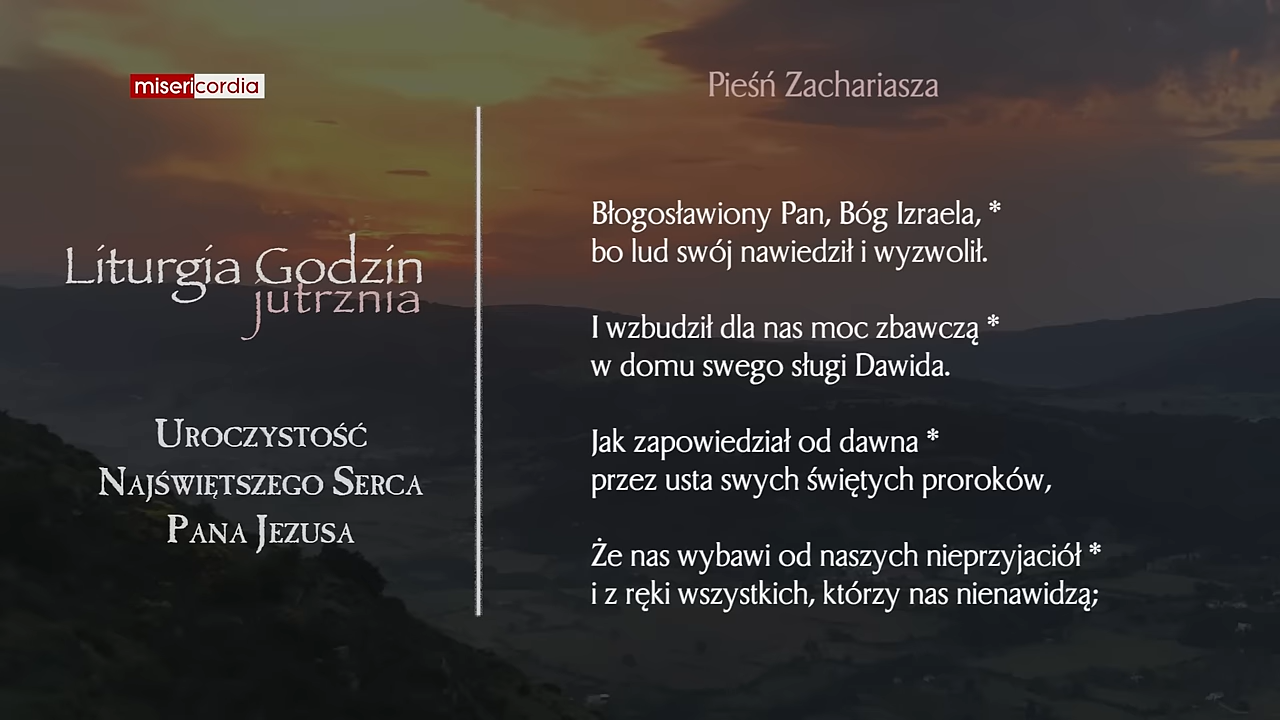 misericordia
Liturgia Godzin
jutrznia
Uroczystość
Najświętszego Serca
Pana Jezusa
Pieśń Zachariasza
Błogosławiony Pan, Bóg Izraela, *
bo lud swój nawiedził i wyzwolił.
I wzbudził dla nas moc zbawczą *
w domu swego sługi Dawida.
Jak zapowiedział od dawna *
przez usta swych świętych proroków,
Że nas wybawi od naszych nieprzyjaciół *
i z ręki wszystkich, którzy nas nienawidzą;